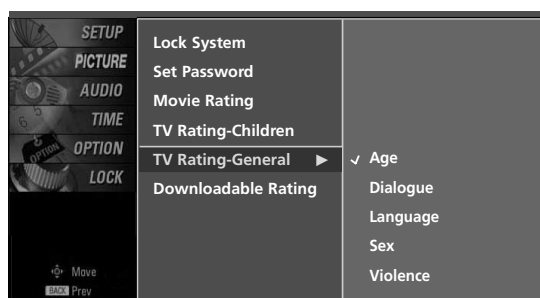 SETUP
PICTURE
AUDIO
TIME
OPTION
LOCK
Move
BACK Prev
Lock System
Set Password
Movie Rating
TV Rating-Children
TV Rating-General ▶
Downloadable Rating
✓ Age
Dialogue
Language
Sex
Violence